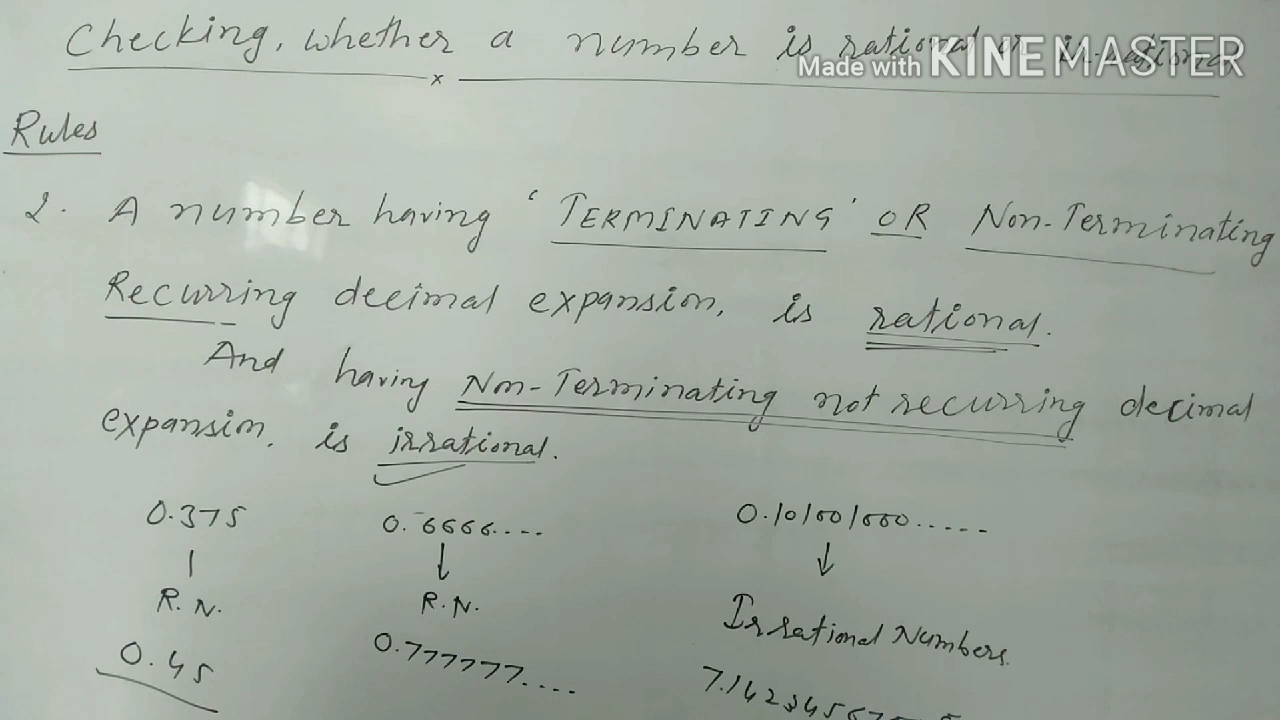 Checking, whether a number is rational or irrational
Made with KINEMASTER
Rules
2. A number having 'TERMINATING' OR Non-Terminating
Recurring decimal expansion, is rational.
And having Non-Terminating not recurring decimal
expansion, is irrational.
0.375 0.6666.... 0.101001000.....
R.N. R.N. Irrational Numbers.
0.45 0.777777....